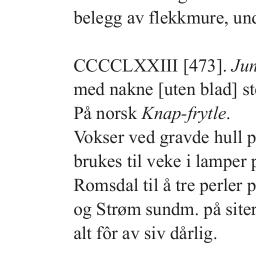 belegg av flekkmure, und
CCCCLXXIII [473]. Jun
med nakne [uten blad] st
På norsk Knap-frytle.
Vokser ved gravde hull p
brukes til veke i lamper p
Romsdal til å tre perler p
og Strøm sundm. på siter
alt fôr av siv dårlig.